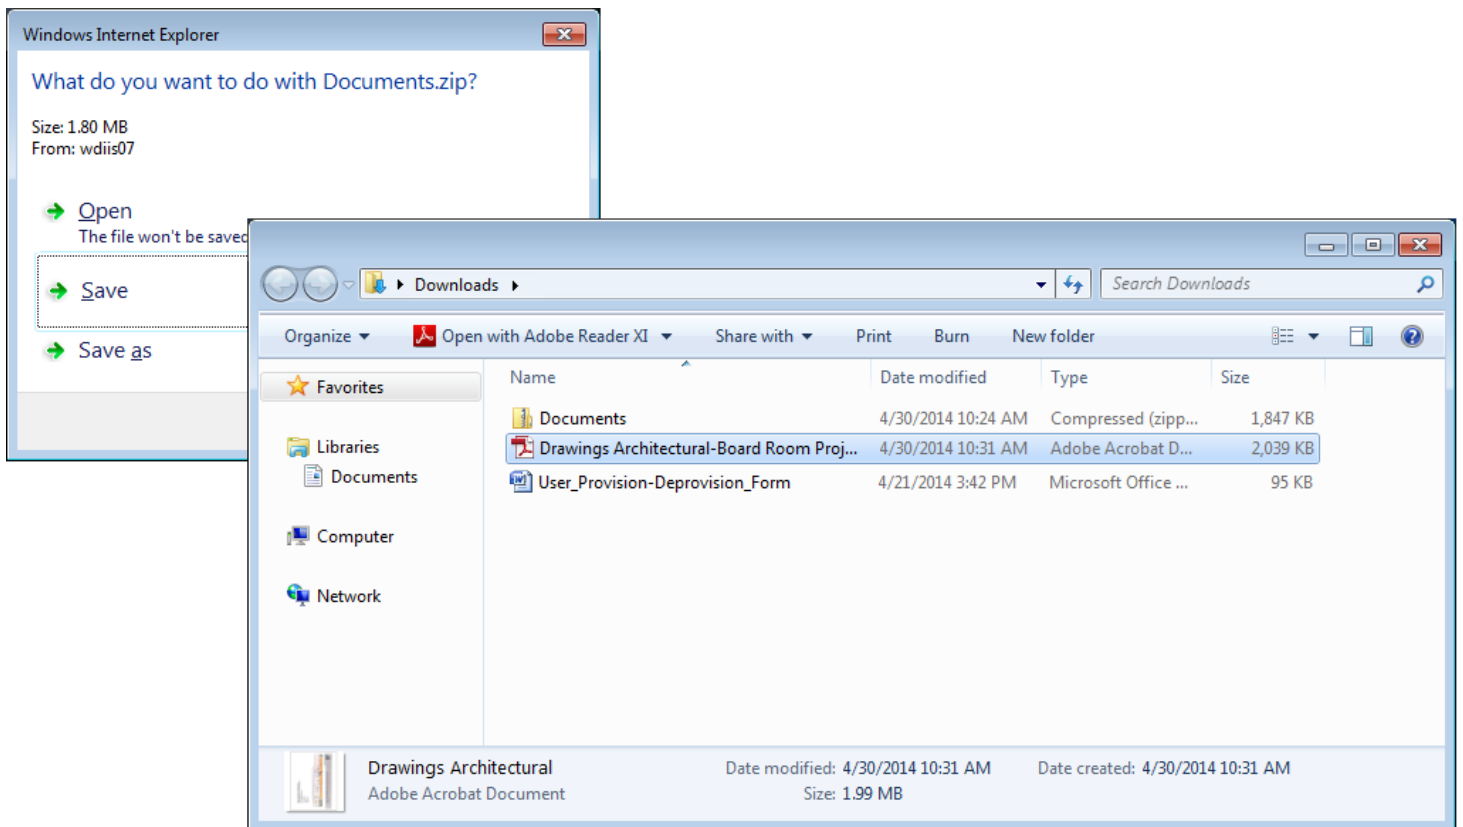 Windows Internet Explorer
What do you want to do with Documents.zip?
Size: 1.80 MB
From: wdiis07
Open
The file won't be saved
Save
Save as
Downloads
Search Downloads
Organize
Open with Adobe Reader XI
Share with
Print
Burn
New folder
Favorites
Libraries
Documents
Computer
Network
Name Date modified Type Size
Documents 4/30/2014 10:24 AM Compressed (zipp... 1,847 KB
Drawings Architectural-Board Room Proj... 4/30/2014 10:31 AM Adobe Acrobat D... 2,039 KB
User_Provision-Deprovision_Form 4/21/2014 3:42 PM Microsoft Office ... 95 KB
Drawings Architectural Date modified: 4/30/2014 10:31 AM Date created: 4/30/2014 10:31 AM
Adobe Acrobat Document Size: 1.99 MB